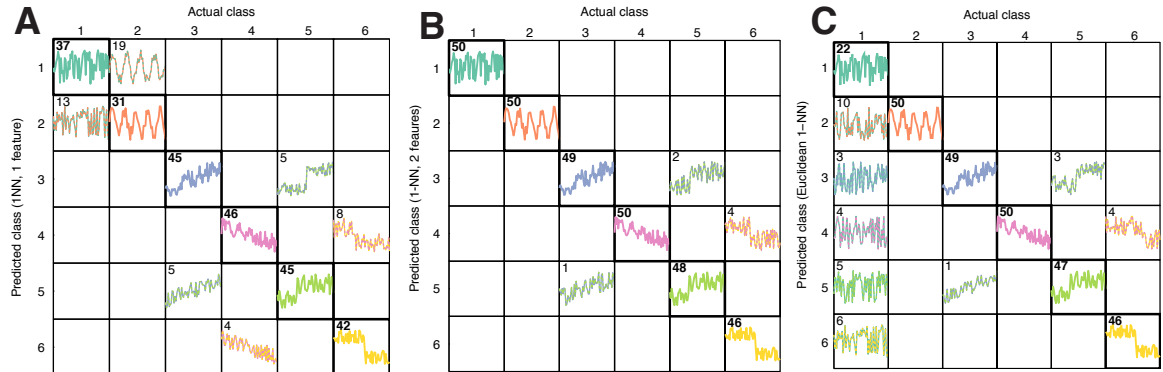 A
Actual class
1 2 3 4 5 6
Predicted class (1NN, 1 feature)
1 37 19
2 13 31
3 45 5
4 46 8
5 5 45
6 4 42
B
Actual class
1 2 3 4 5 6
Predicted class (1-NN, 2 feaures)
1 50
2 50
3 49 2
4 50 4
5 1 48
6 46
C
Actual class
1 2 3 4 5 6
Predicted class (Euclidean 1−NN)
1 22
2 10 50
3 3 49 3
4 4 50 4
5 5 1 47
6 6 46